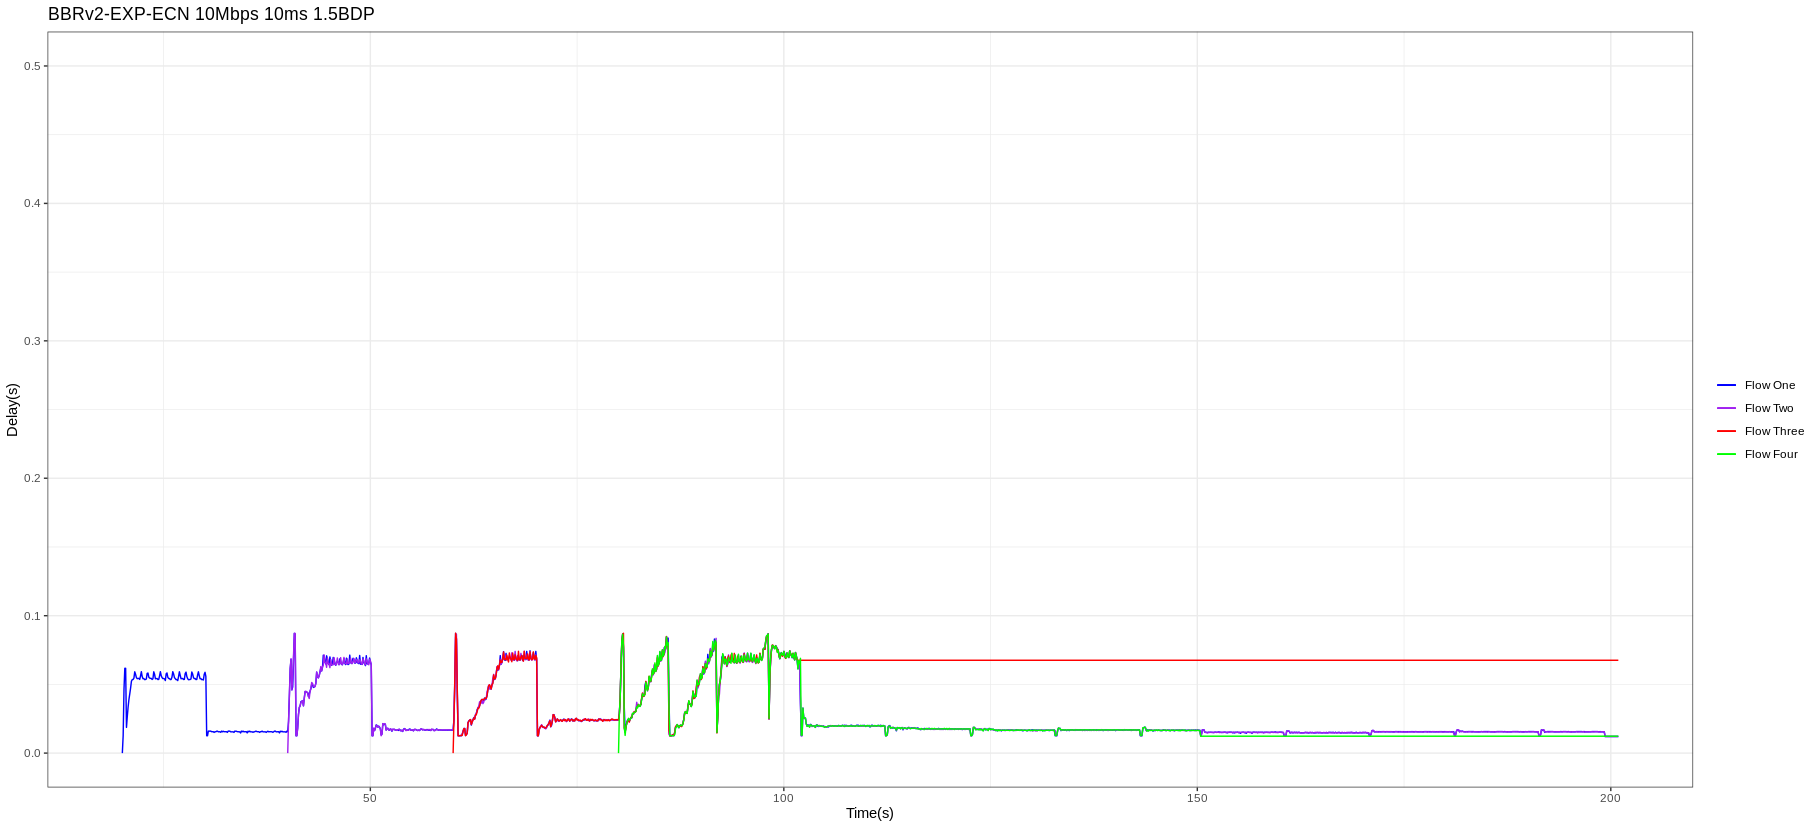 BBRv2-EXP-ECN 10Mbps 10ms 1.5BDP
0.5
0.4
0.3
0.2
0.1
0.0
Delay(s)
50
100
150
200
Time(s)
Flow One
Flow Two
Flow Three
Flow Four